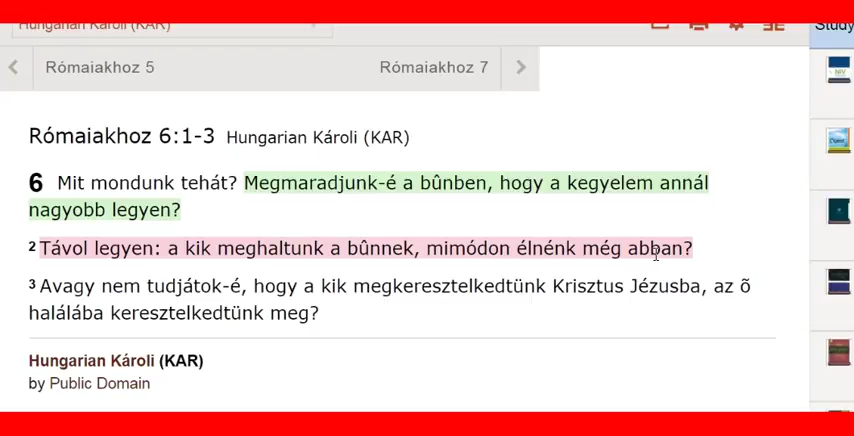 Hungarian Károli (KAR)
Study
Rómaiakhoz 5
Rómaiakhoz 7
Rómaiakhoz 6:1-3 Hungarian Károli (KAR)
6 Mit mondunk tehát? Megmaradjunk-é a bûnben, hogy a kegyelem annál
nagyobb legyen?
2 Távol legyen: a kik meghaltunk a bûnnek, mimódon élnénk még abban?
3 Avagy nem tudjátok-é, hogy a kik megkeresztelkedtünk Krisztus Jézusba, az õ
halálába keresztelkedtünk meg?
Hungarian Károli (KAR)
by Public Domain
NIV